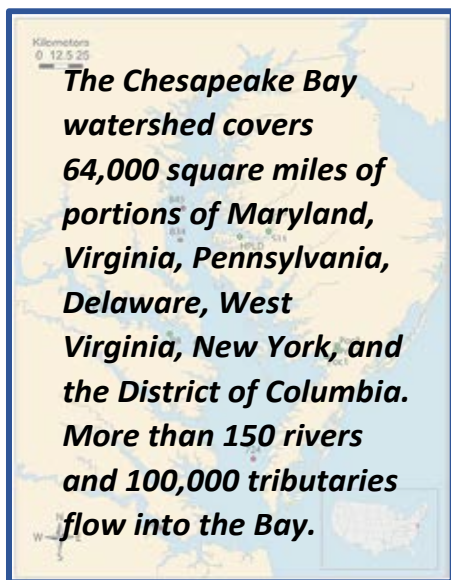 Kilometers
0 12.5 25
The Chesapeake Bay
watershed covers
64,000 square miles of
portions of Maryland,
Virginia, Pennsylvania,
Delaware, West
Virginia, New York, and
the District of Columbia.
More than 150 rivers
and 100,000 tributaries
flow into the Bay.
N
W
E